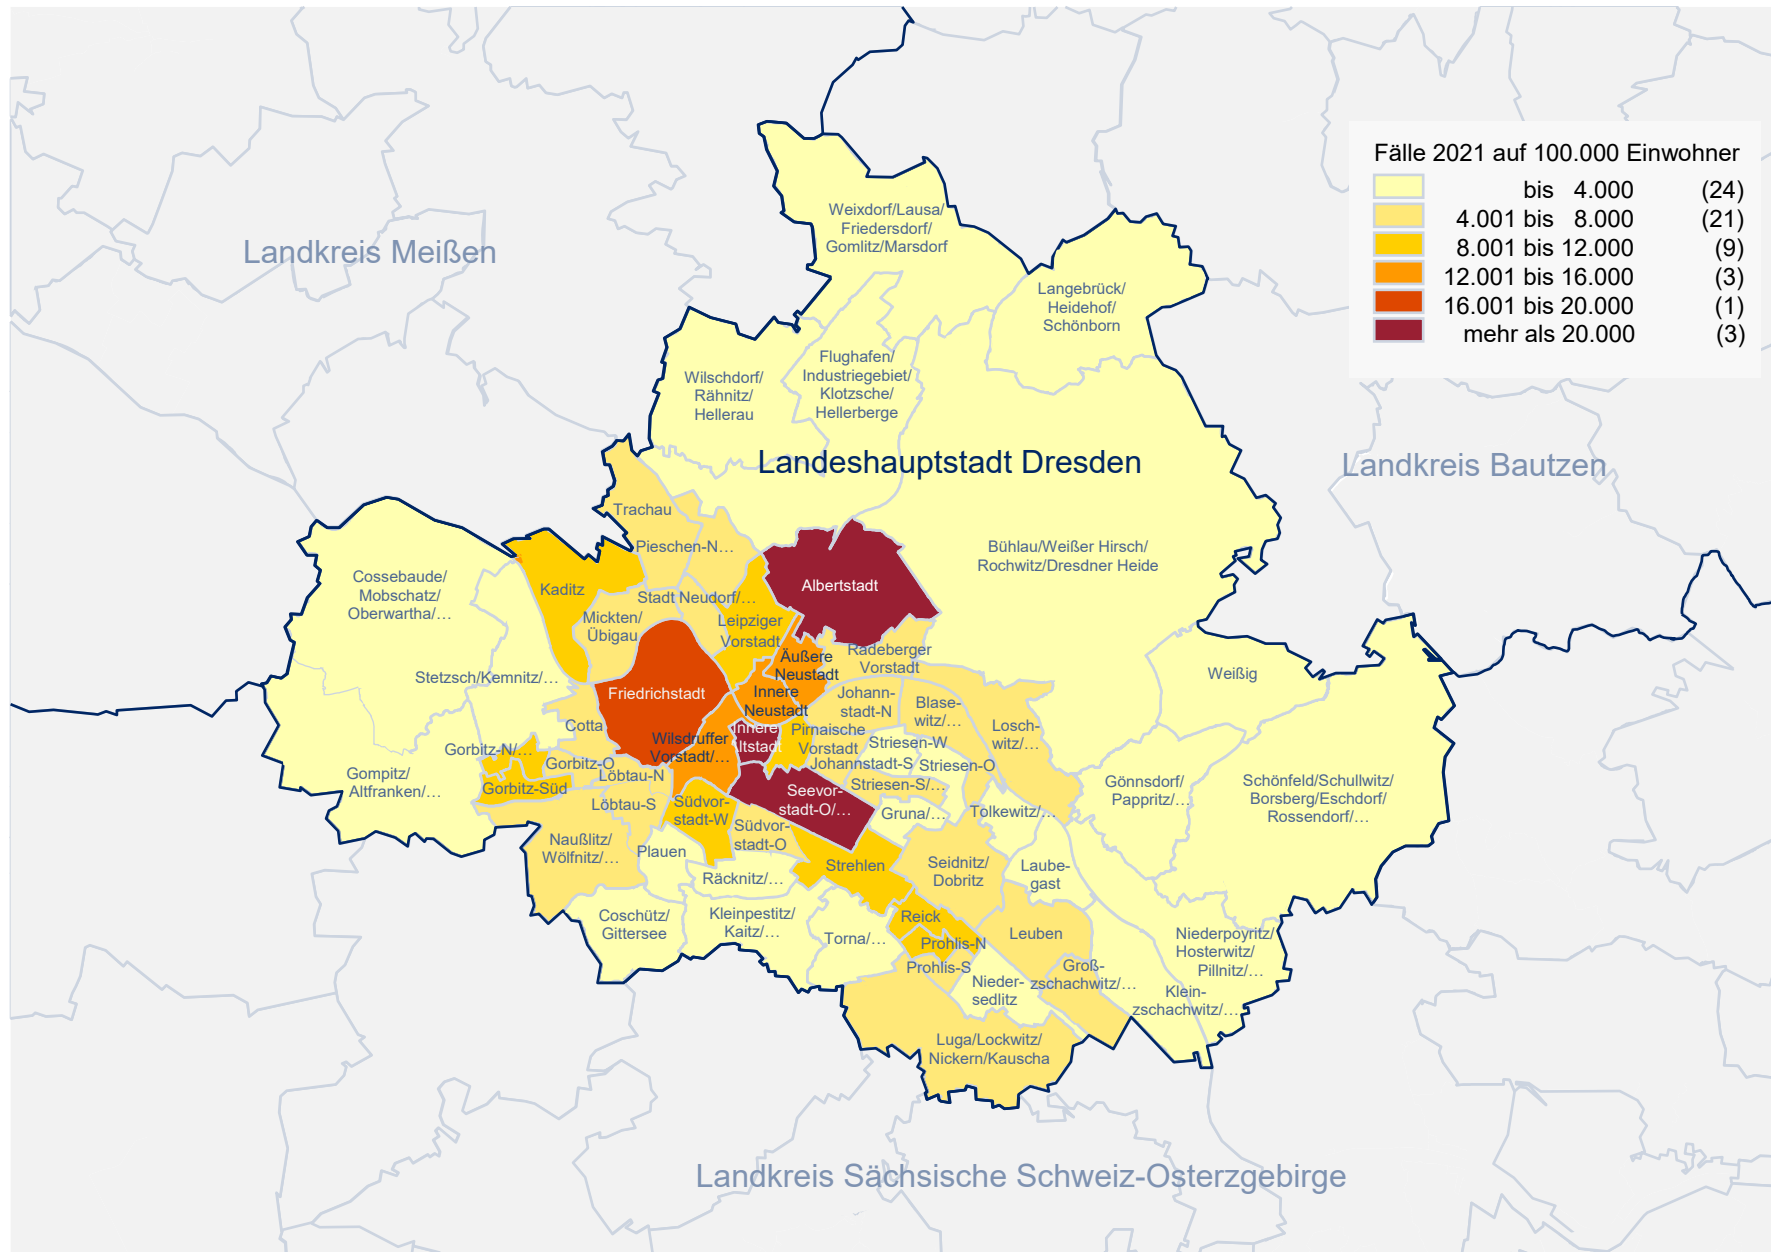 Fälle 2021 auf 100.000 Einwohner
bis 4.000 (24)
4.001 bis 8.000 (21)
8.001 bis 12.000 (9)
12.001 bis 16.000 (3)
16.001 bis 20.000 (1)
mehr als 20.000 (3)
Landkreis Meißen
Weixdorf/Lausa/
Friedersdorf/
Gomlitz/Marsdorf
Langebrück/
Heidehof/
Schönborn
Flughafen/
Industriegebiet/
Klotzsche/
Hellerberge
Wilschdorf/
Rähnitz/
Hellerau
Landeshauptstadt Dresden
Landkreis Bautzen
Trachau
Pieschen-N…
Bühlau/Weißer Hirsch/
Rochwitz/Dresdner Heide
Albertstadt
Cossebaude/
Mobschatz/
Oberwartha/…
Kaditz
Stadt Neudorf/…
Mickten/
Übigau
Leipziger
Vorstadt
Äußere
Neustadt
Radeberger
Vorstadt
Weißig
Stetzsch/Kemnitz/…
Friedrichstadt
Innere
Neustadt
Johann-
stadt-N
Blase-
witz/…
Losch-
witz/…
Cotta
Wilsdruffer
Vorstadt/…
Innere
ltstadt
Pirnaische
Vorstadt
Striesen-W
Johannstadt-S
Striesen-O
Gorbitz-N/…
Gorbitz-O
Löbtau-N
Gorbitz-Süd
Striesen-S/…
Gompitz/
Altfranken/…
Löbtau-S
Südvor-
stadt-W
Seevor-
stadt-O/…
Gruna/…
Tolkewitz/…
Gönnsdorf/
Pappritz/…
Schönfeld/Schullwitz/
Borsberg/Eschdorf/
Rossendorf/…
Südvor-
stadt-O
Naußlitz/
Wölfnitz/…
Plauen
Räcknitz/…
Strehlen
Seidnitz/
Dobritz
Laube-
gast
Coschütz/
Gittersee
Kleinpestitz/
Kaitz/…
Torna/…
Reick
Prohlis-N
Leuben
Niederpoyritz/
Hosterwitz/
Pillnitz/…
Prohlis-S
Nieder-
sedlitz
Groß-
zschachwitz/…
Klein-
zschachwitz/…
Luga/Lockwitz/
Nickern/Kauscha
Landkreis Sächsische Schweiz-Osterzgebirge